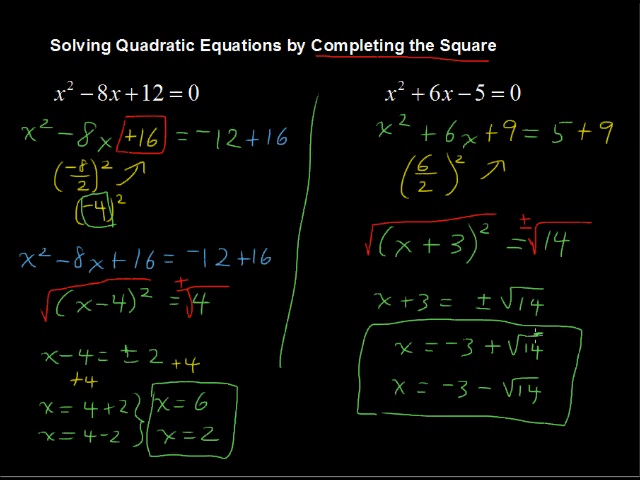 Solving Quadratic Equations by Completing the Square
x² − 8x + 12 = 0
x² − 8x +16 = −12 +16
(−8/2)²
(−4)²
x² − 8x + 16 = −12 + 16
√(x − 4)² = ±√4
x − 4 = ± 2
+4 +4
x = 4 + 2
x = 4 − 2
x = 6
x = 2
x² + 6x − 5 = 0
x² + 6x + 9 = 5 + 9
(6/2)²
√(x + 3)² = ±√14
x + 3 = ± √14
x = −3 + √14
x = −3 − √14